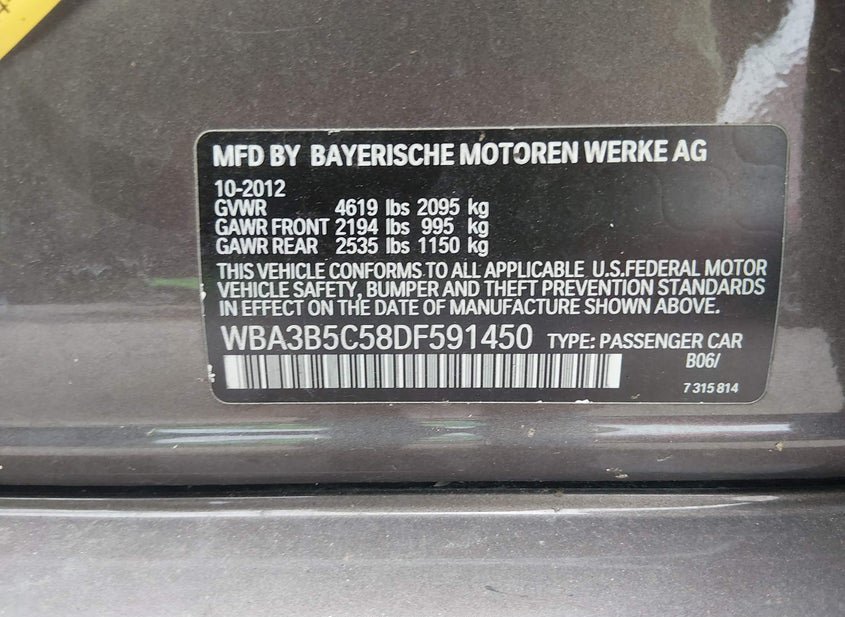 MFD BY BAYERISCHE MOTOREN WERKE AG
10-2012
GVWR 4619 lbs 2095 kg
GAWR FRONT 2194 lbs 995 kg
GAWR REAR 2535 lbs 1150 kg
THIS VEHICLE CONFORMS TO ALL APPLICABLE U.S.FEDERAL MOTOR
VEHICLE SAFETY, BUMPER AND THEFT PREVENTION STANDARDS
IN EFFECT ON THE DATE OF MANUFACTURE SHOWN ABOVE.
WBA3B5C58DF591450 TYPE: PASSENGER CAR
B06/
7 315 814